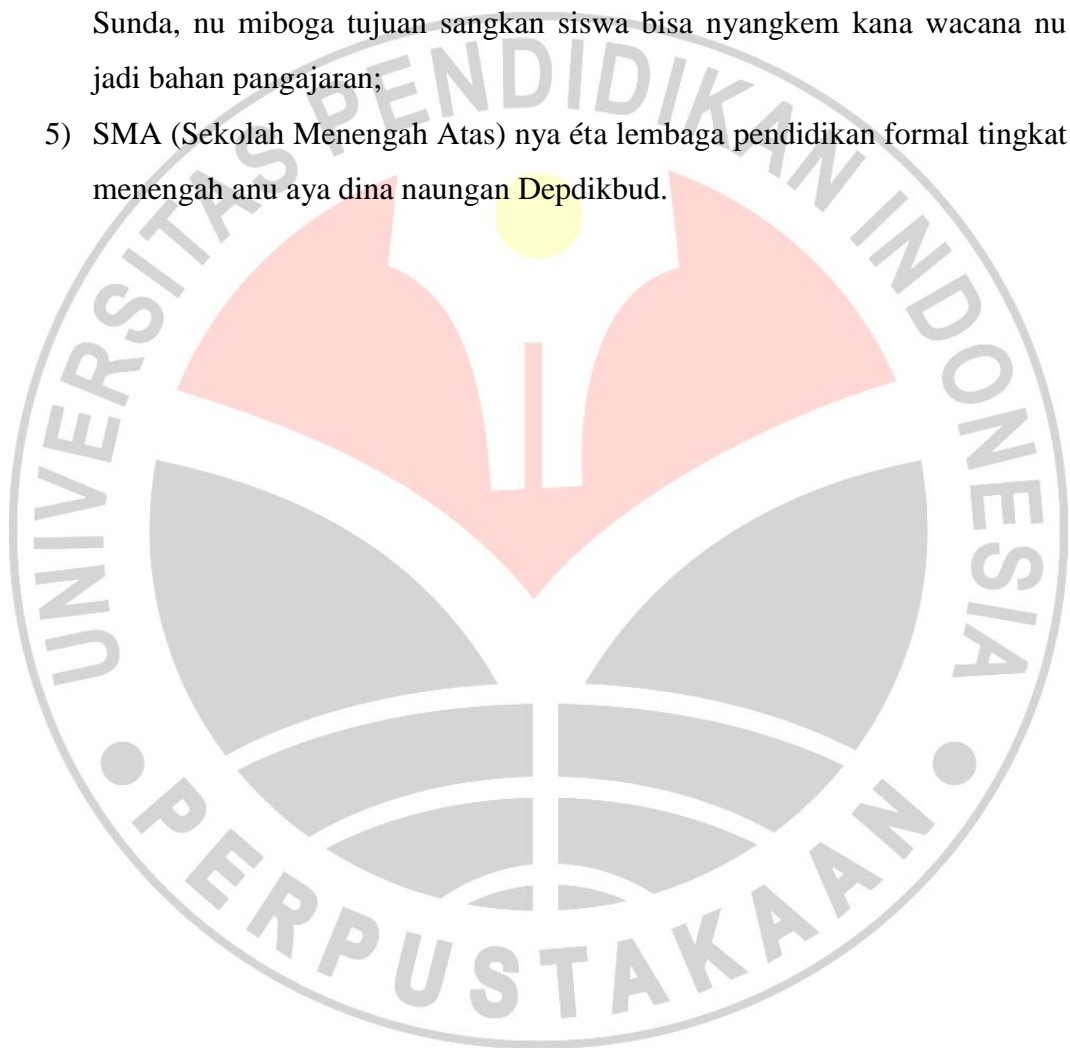 Sunda, nu miboga tujuan sangkan siswa bisa nyangkem kana wacana nu
jadi bahan pangajaran;
5) SMA (Sekolah Menengah Atas) nya éta lembaga pendidikan formal tingkat
menengah anu aya dina naungan Depdikbud.
UNIVERSITAS PENDIDIKAN INDONESIA
PERPUSTAKAAN